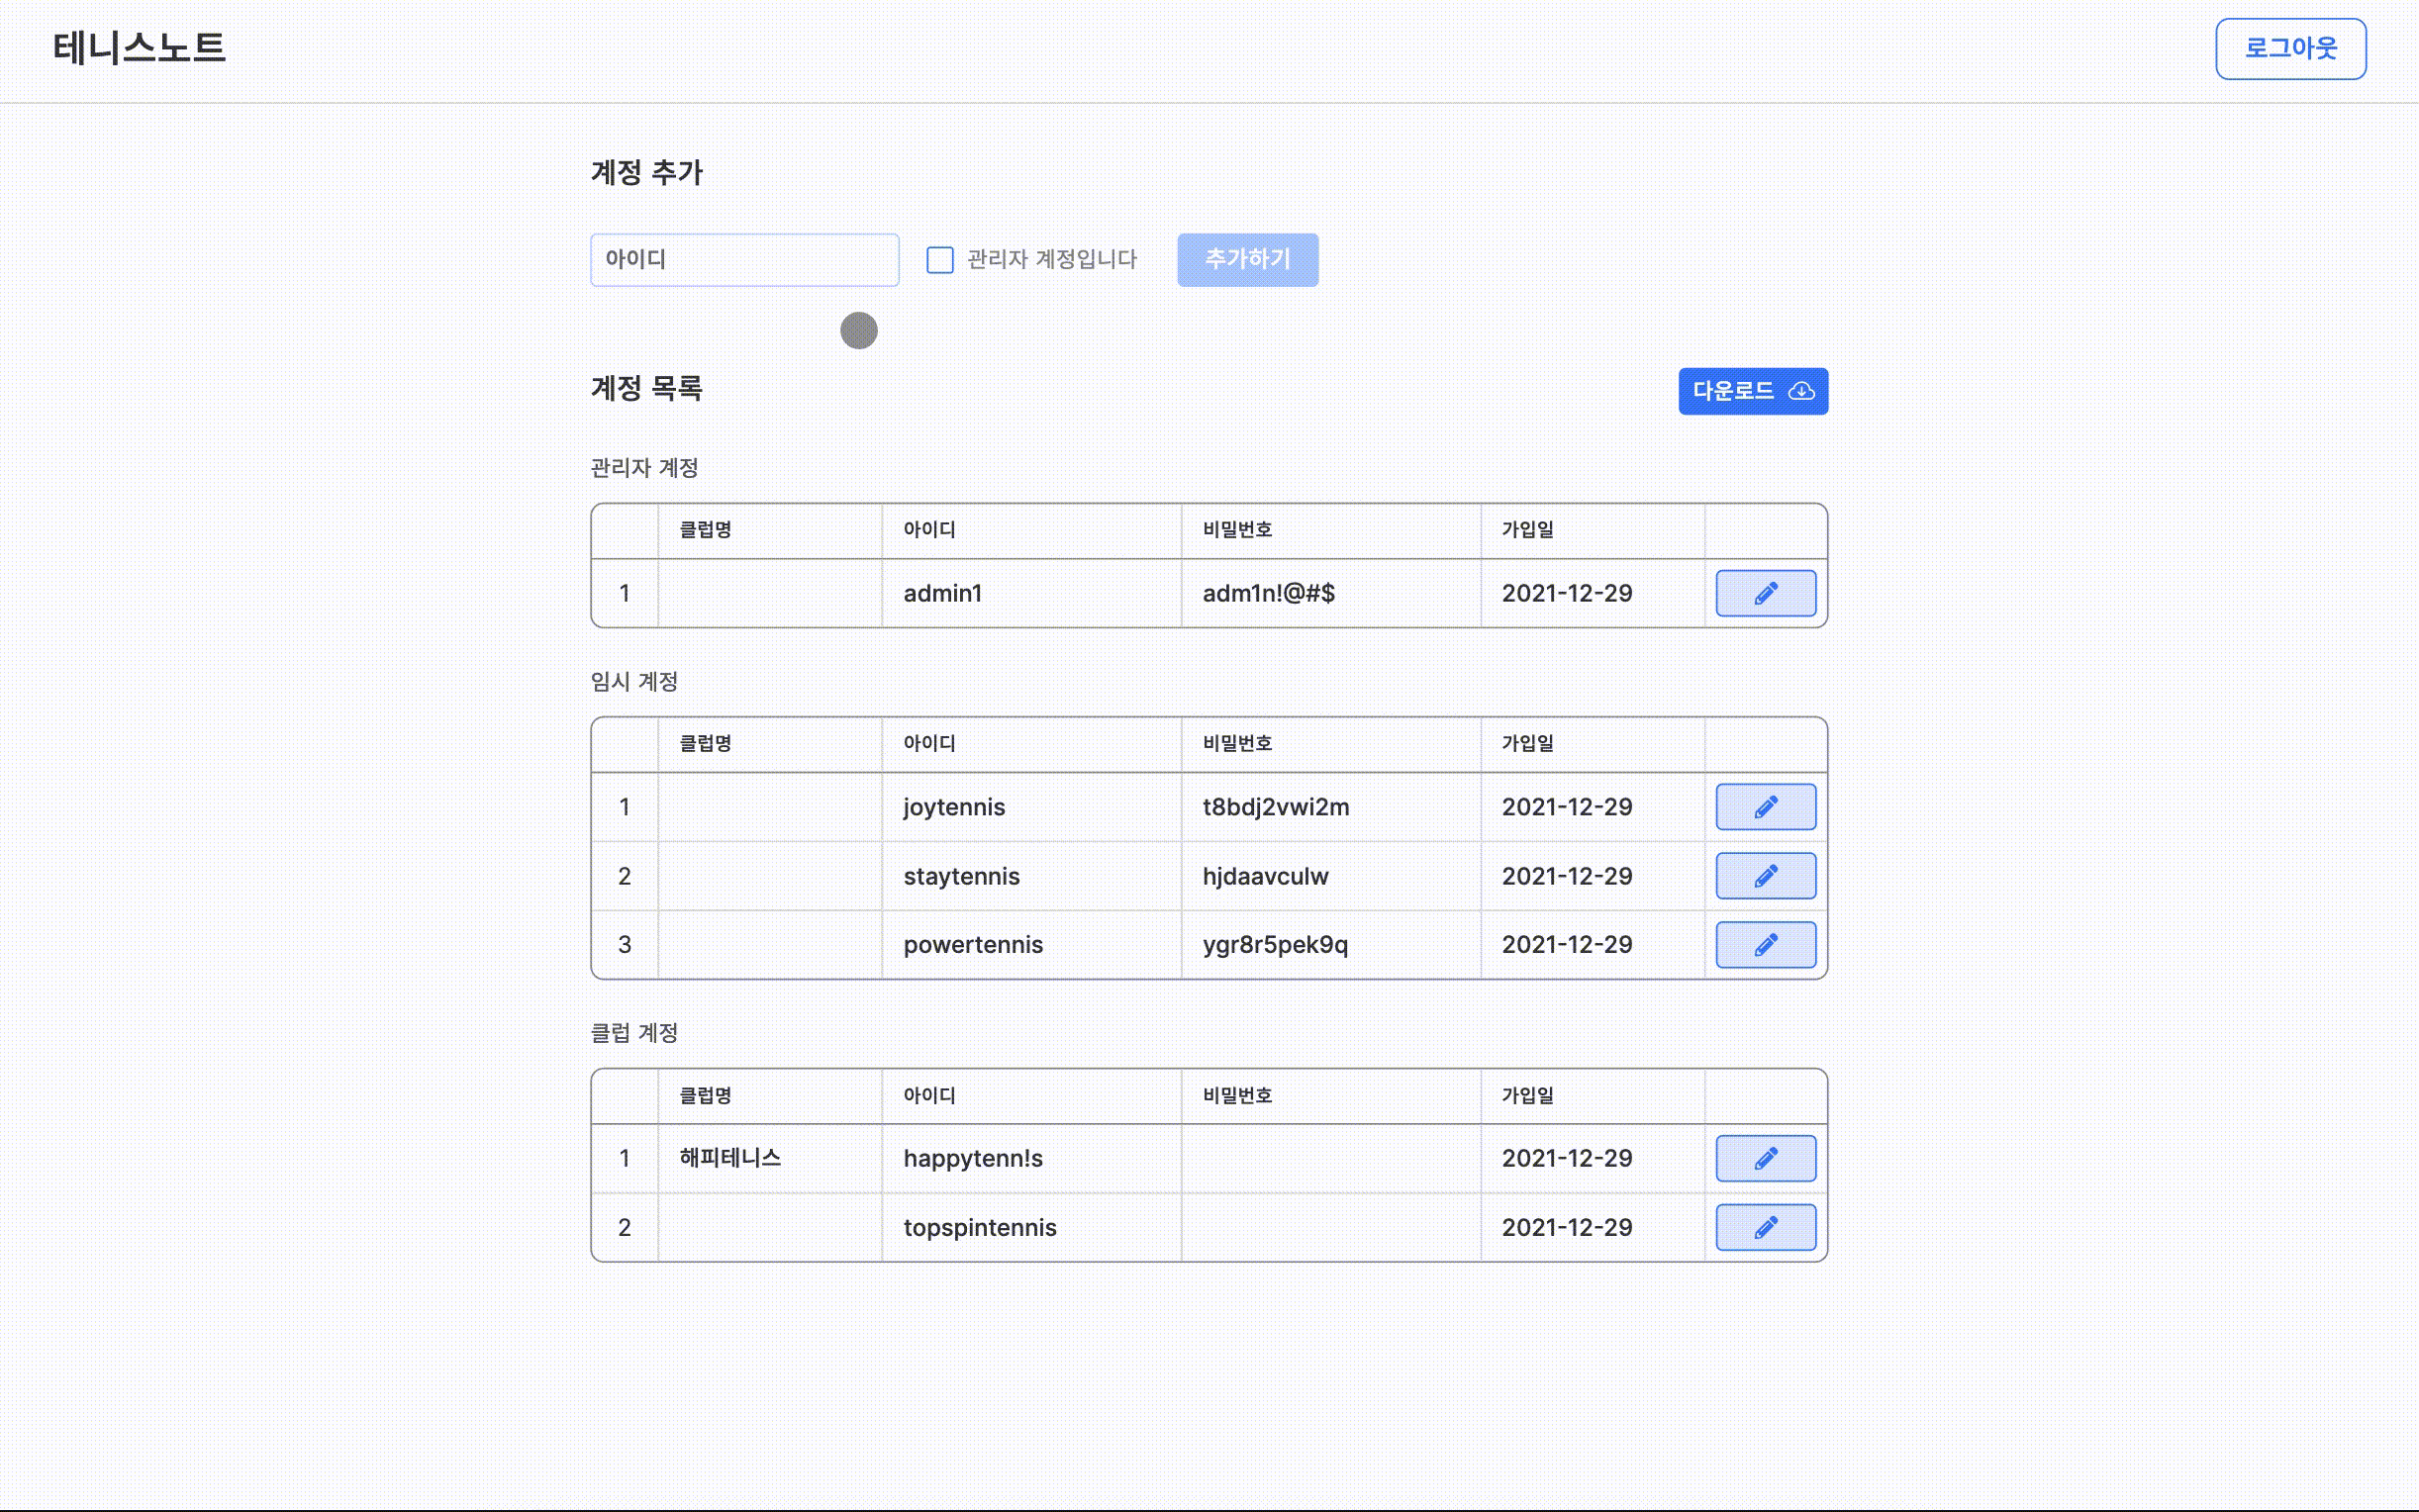 테니스노트
로그아웃
계정 추가
아이디
관리자 계정입니다
추가하기
계정 목록
다운로드
관리자 계정
클럽명 아이디 비밀번호 가입일
1 admin1 adm1n!@#$ 2021-12-29
임시 계정
클럽명 아이디 비밀번호 가입일
1 joytennis t8bdj2vwi2m 2021-12-29
2 staytennis hjdaavculw 2021-12-29
3 powertennis ygr8r5pek9q 2021-12-29
클럽 계정
클럽명 아이디 비밀번호 가입일
1 해피테니스 happytenn!s 2021-12-29
2 topspintennis 2021-12-29